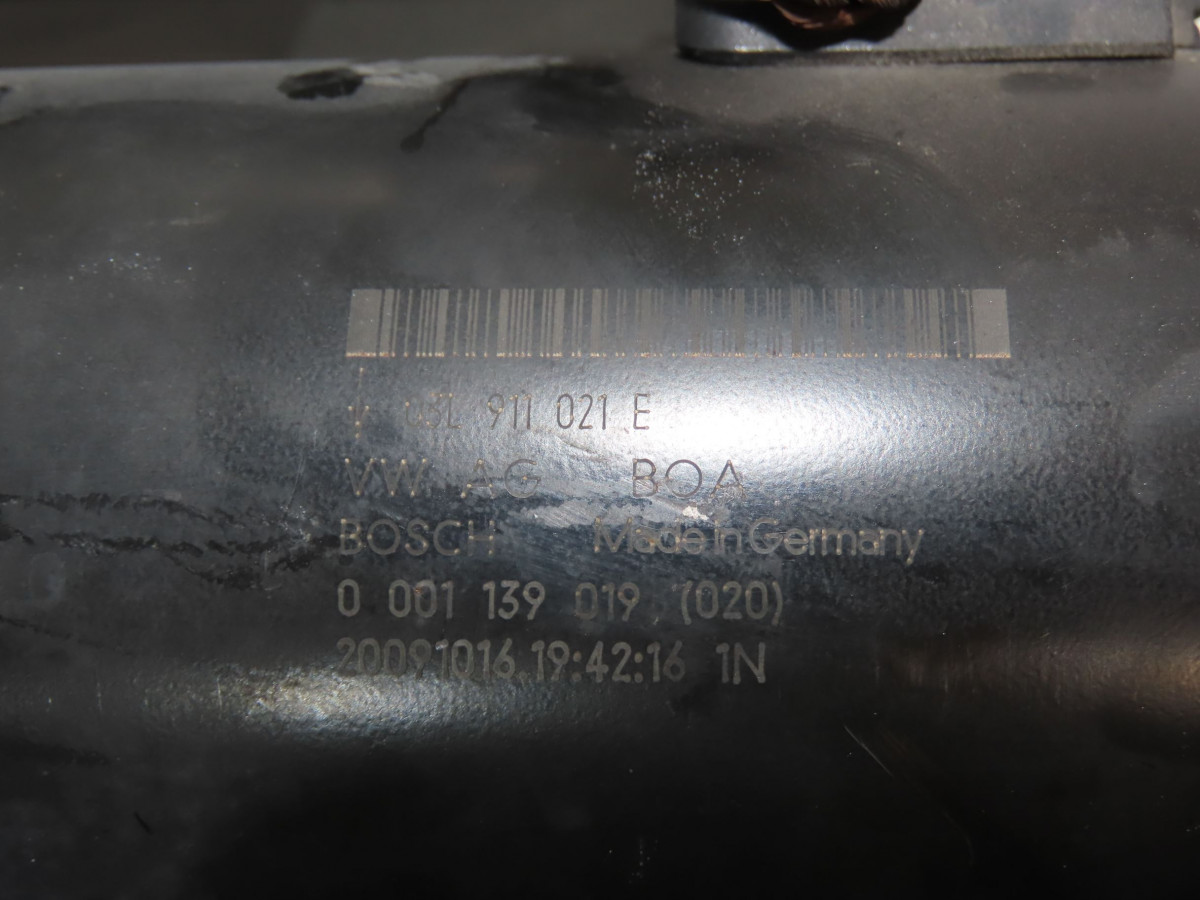 03L 911 021 E
VW AG BOA
BOSCH Made in Germany
0 001 139 019 (020)
20091016.19:42:16 1N